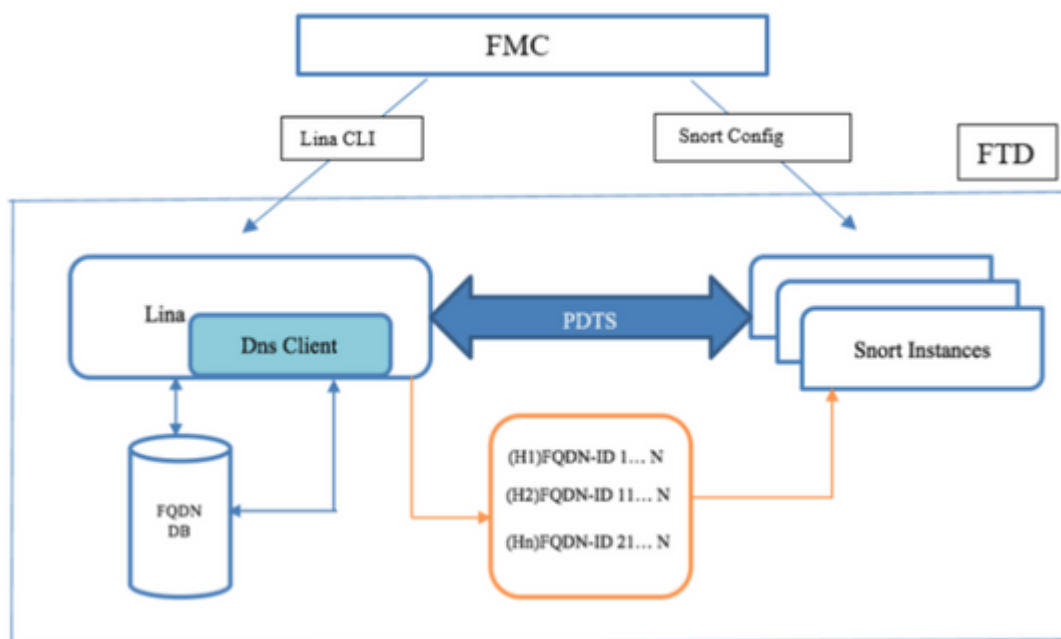 FMC
Lina CLI
Snort Config
FTD
Lina
Dns Client
PDTS
Snort Instances
(H1)FQDN-ID 1... N
(H2)FQDN-ID 11... N
(Hn)FQDN-ID 21... N
FQDN
DB